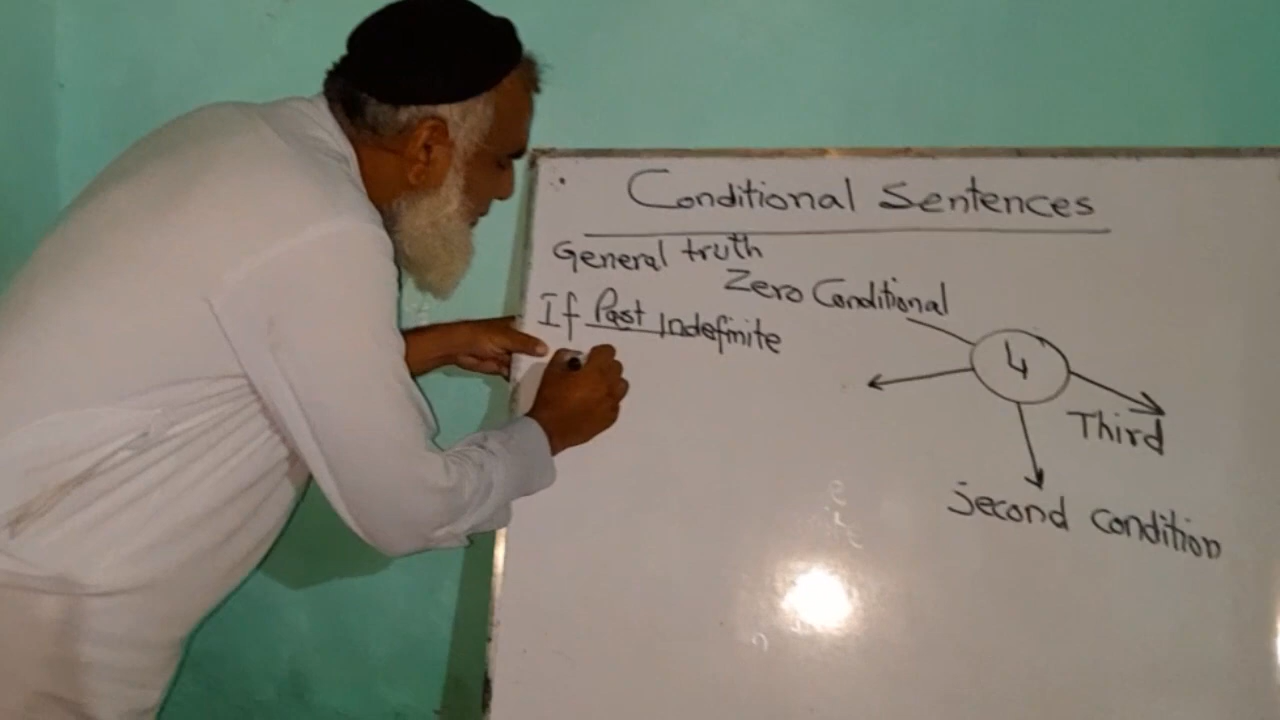 Conditional Sentences
General truth
Zero Conditional
If Past Indefinite
4
Third
Second condition